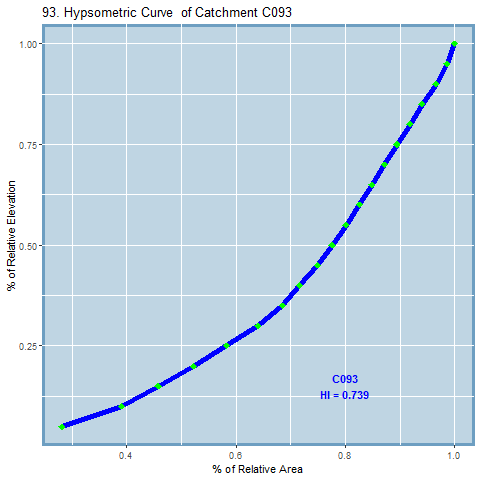 93. Hypsometric Curve  of Catchment C093
% of Relative Elevation
1.00
0.75
0.50
0.25
C093
HI = 0.739
0.4 0.6 0.8 1.0
% of Relative Area